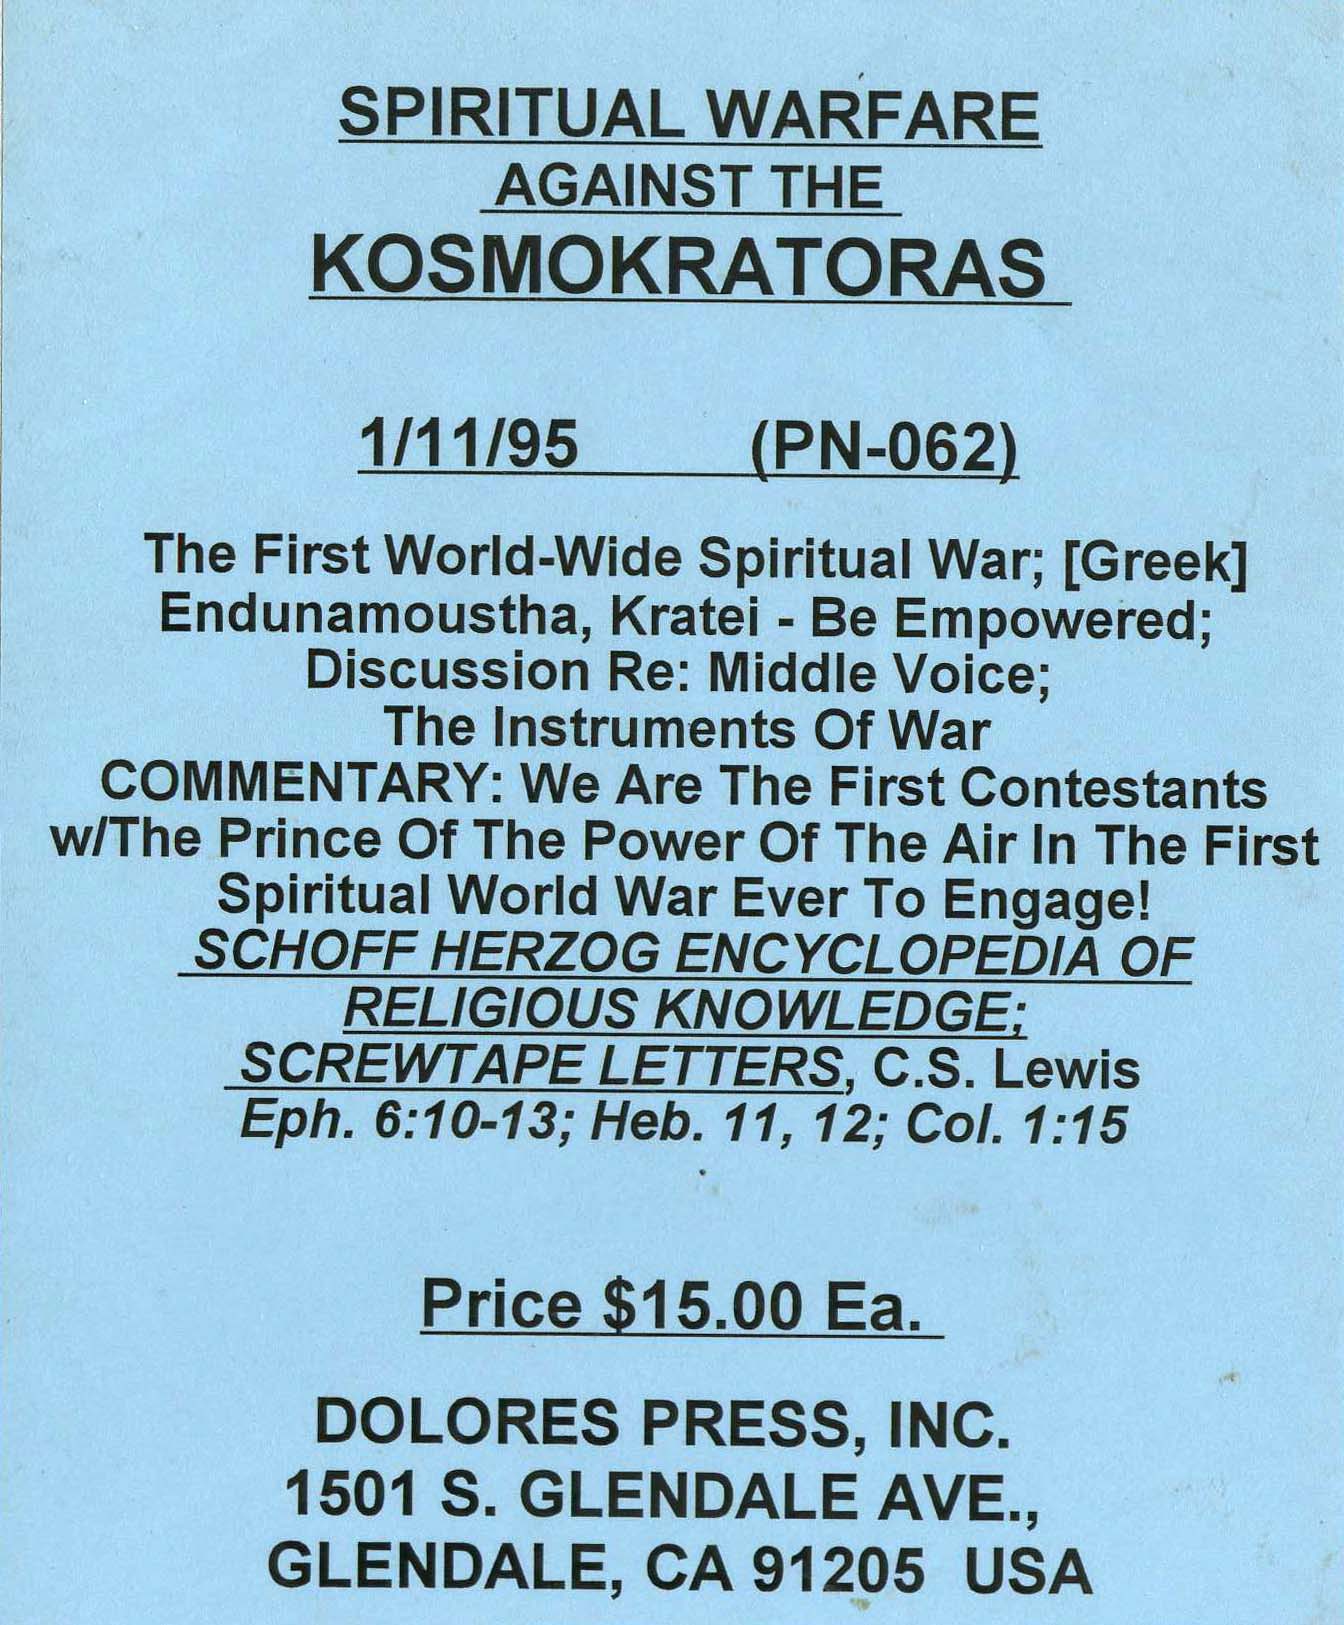 SPIRITUAL WARFARE
AGAINST THE
KOSMOKRATORAS
1/11/95 (PN-062)
The First World-Wide Spiritual War; [Greek]
Endunamoustha, Kratei - Be Empowered;
Discussion Re: Middle Voice;
The Instruments Of War
COMMENTARY: We Are The First Contestants
w/The Prince Of The Power Of The Air In The First
Spiritual World War Ever To Engage!
SCHOFF HERZOG ENCYCLOPEDIA OF
RELIGIOUS KNOWLEDGE;
SCREWTAPE LETTERS, C.S. Lewis
Eph. 6:10-13; Heb. 11, 12; Col. 1:15
Price $15.00 Ea.
DOLORES PRESS, INC.
1501 S. GLENDALE AVE.,
GLENDALE, CA 91205 USA